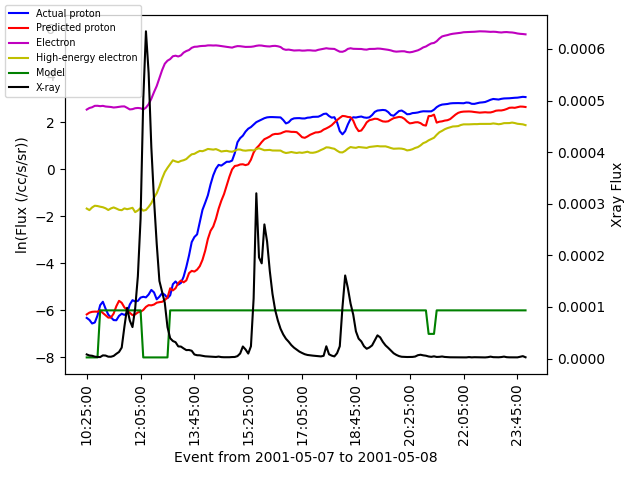 Actual proton
Predicted proton
Electron
High-energy electron
Model
X-ray
2
0
−2
−4
−6
−8
ln(Flux (/cc/s/sr))
0.0006
0.0005
0.0004
0.0003
0.0002
0.0001
0.0000
Xray Flux
10:25:00
12:05:00
13:45:00
15:25:00
17:05:00
18:45:00
20:25:00
22:05:00
23:45:00
Event from 2001-05-07 to 2001-05-08